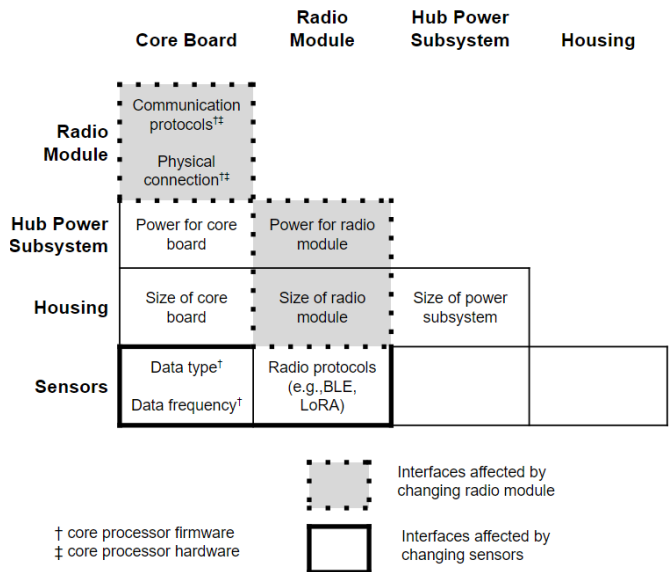 Core Board
Radio
Module
Hub Power
Subsystem
Housing
Radio
Module
Communication
protocols†‡
Physical
connection†‡
Hub Power
Subsystem
Power for core
board
Power for radio
module
Housing
Size of core
board
Size of radio
module
Size of power
subsystem
Sensors
Data type†
Data frequency†
Radio protocols
(e.g.,BLE,
LoRA)
Interfaces affected by
changing radio module
† core processor firmware
‡ core processor hardware
Interfaces affected by
changing sensors